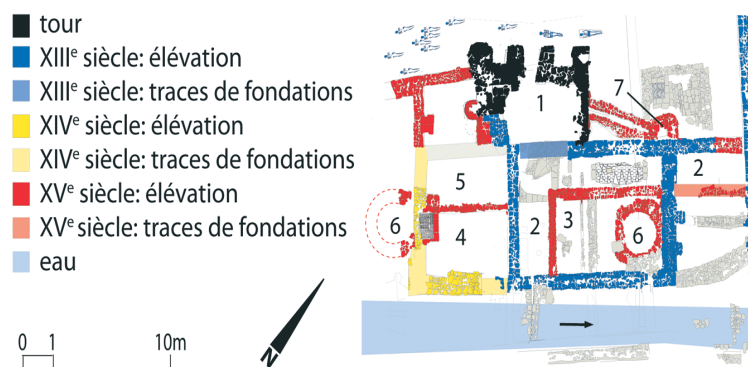 tour
XIIIᵉ siècle: élévation
XIIIᵉ siècle: traces de fondations
XIVᵉ siècle: élévation
XIVᵉ siècle: traces de fondations
XVᵉ siècle: élévation
XVᵉ siècle: traces de fondations
eau
0 1 10m
N
1
7
2
5
6
4
2
3
6